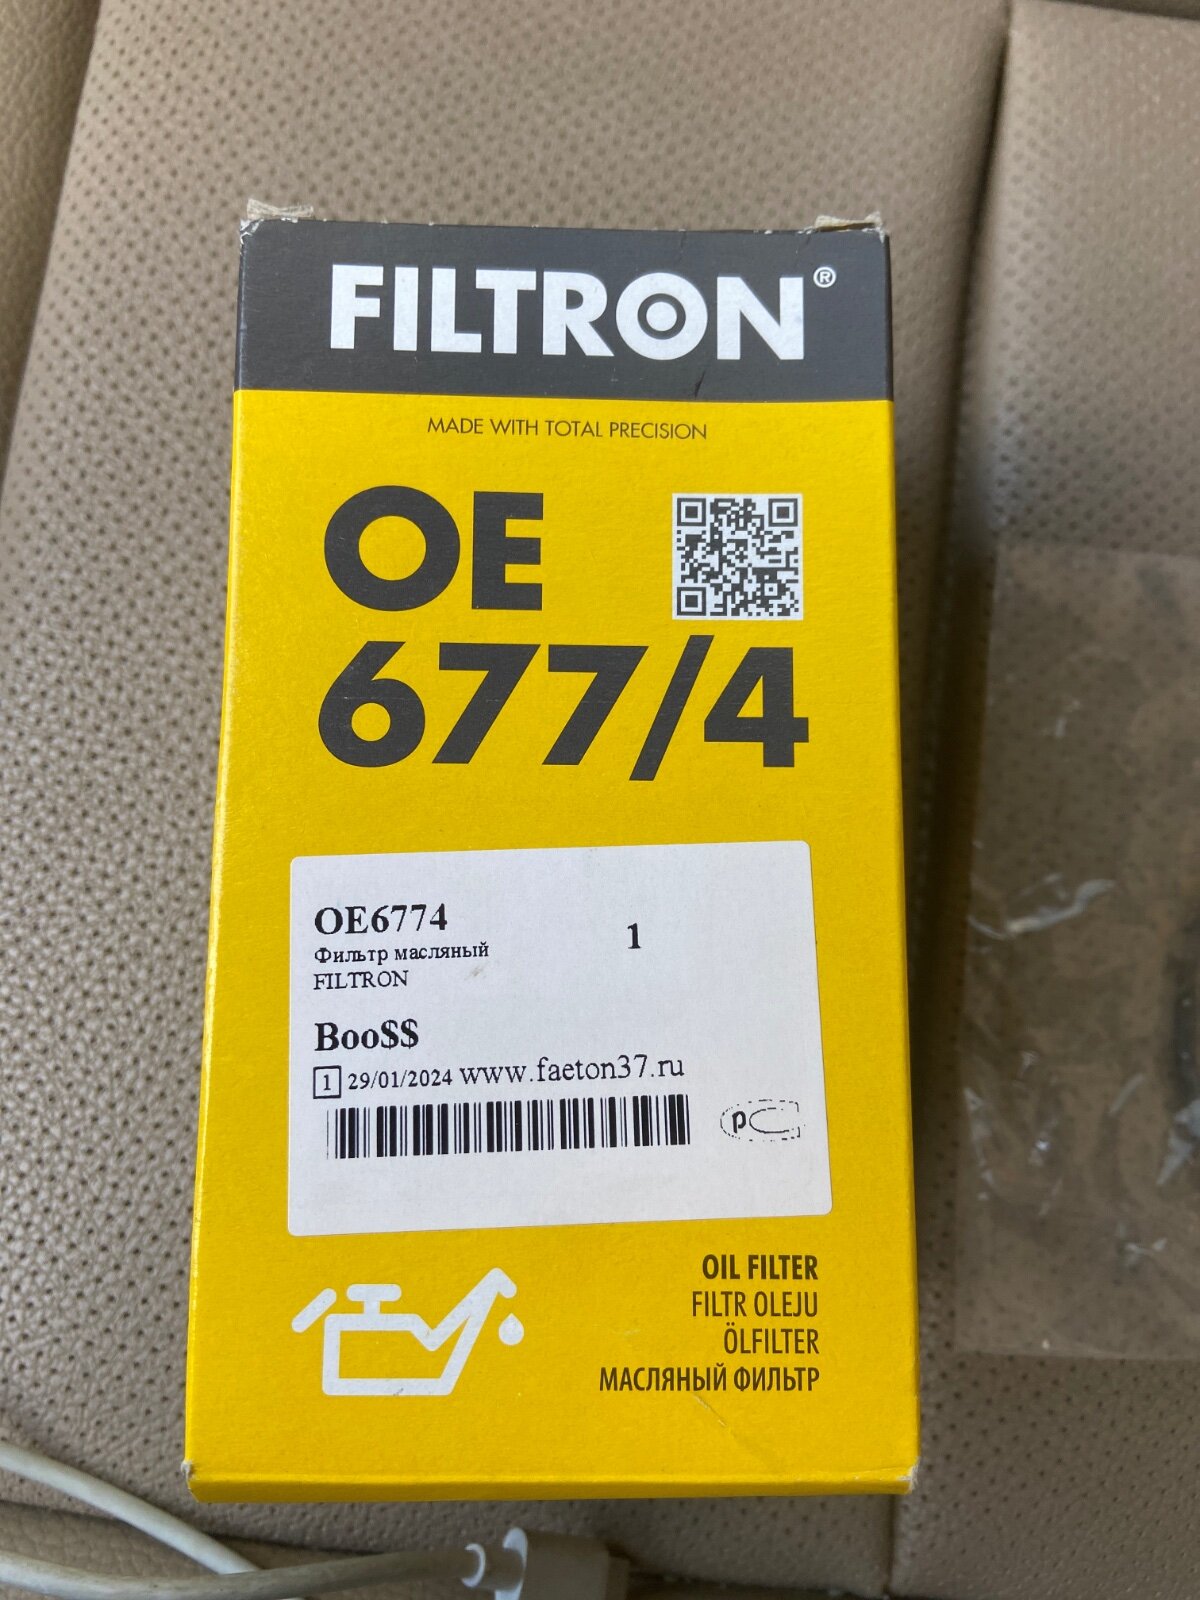 FILTRON®
MADE WITH TOTAL PRECISION
OE
677/4
OE6774
1
Фильтр масляный
FILTRON
Boo$$
1 29/01/2024 www.faeton37.ru
РС
OIL FILTER
FILTR OLEJU
ÖLFILTER
МАСЛЯНЫЙ ФИЛЬТР